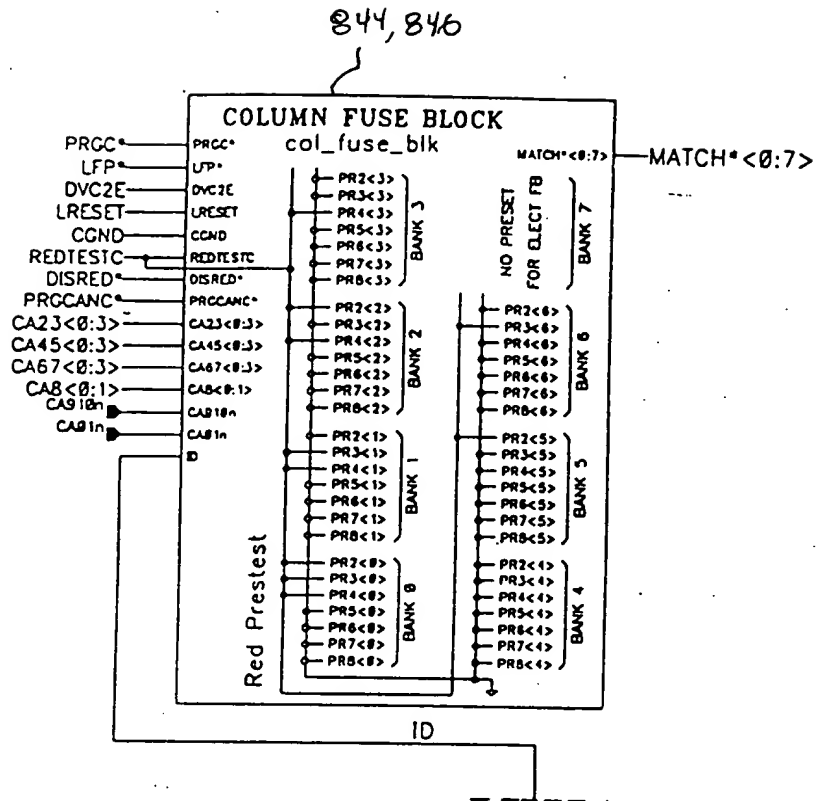 844, 846
COLUMN FUSE BLOCK
col_fuse_blk
PRGC*
LFP*
DVC2E
LRESET
CGND
REDTESTC
DISRED*
PRGCANC*
CA23<0:3>
CA45<0:3>
CA67<0:3>
CA8<0:1>
CA910n
CA01n
PRGC*
LFP*
DVC2E
LRESET
CGND
REDTESTC
DISRED*
PRGCANC*
CA23<0:3>
CA45<0:3>
CA67<0:3>
CA8<0:1>
CA910n
CA01n
ID
MATCH*<0:7>
MATCH*<0:7>
PR2<3>
PR3<3>
PR4<3>
PR5<3>
PR6<3>
PR7<3>
PR8<3>
BANK 3
PR2<2>
PR3<2>
PR4<2>
PR5<2>
PR6<2>
PR7<2>
PR8<2>
BANK 2
PR2<1>
PR3<1>
PR4<1>
PR5<1>
PR6<1>
PR7<1>
PR8<1>
BANK 1
PR2<0>
PR3<0>
PR4<0>
PR5<0>
PR6<0>
PR7<0>
PR8<0>
BANK 0
Red Prestest
NO PRESET
FOR ELECT FB
BANK 7
PR2<6>
PR3<6>
PR4<6>
PR5<6>
PR6<6>
PR7<6>
PR8<6>
BANK 6
PR2<5>
PR3<5>
PR4<5>
PR5<5>
PR6<5>
PR7<5>
PR8<5>
BANK 5
PR2<4>
PR3<4>
PR4<4>
PR5<4>
PR6<4>
PR7<4>
PR8<4>
BANK 4
ID